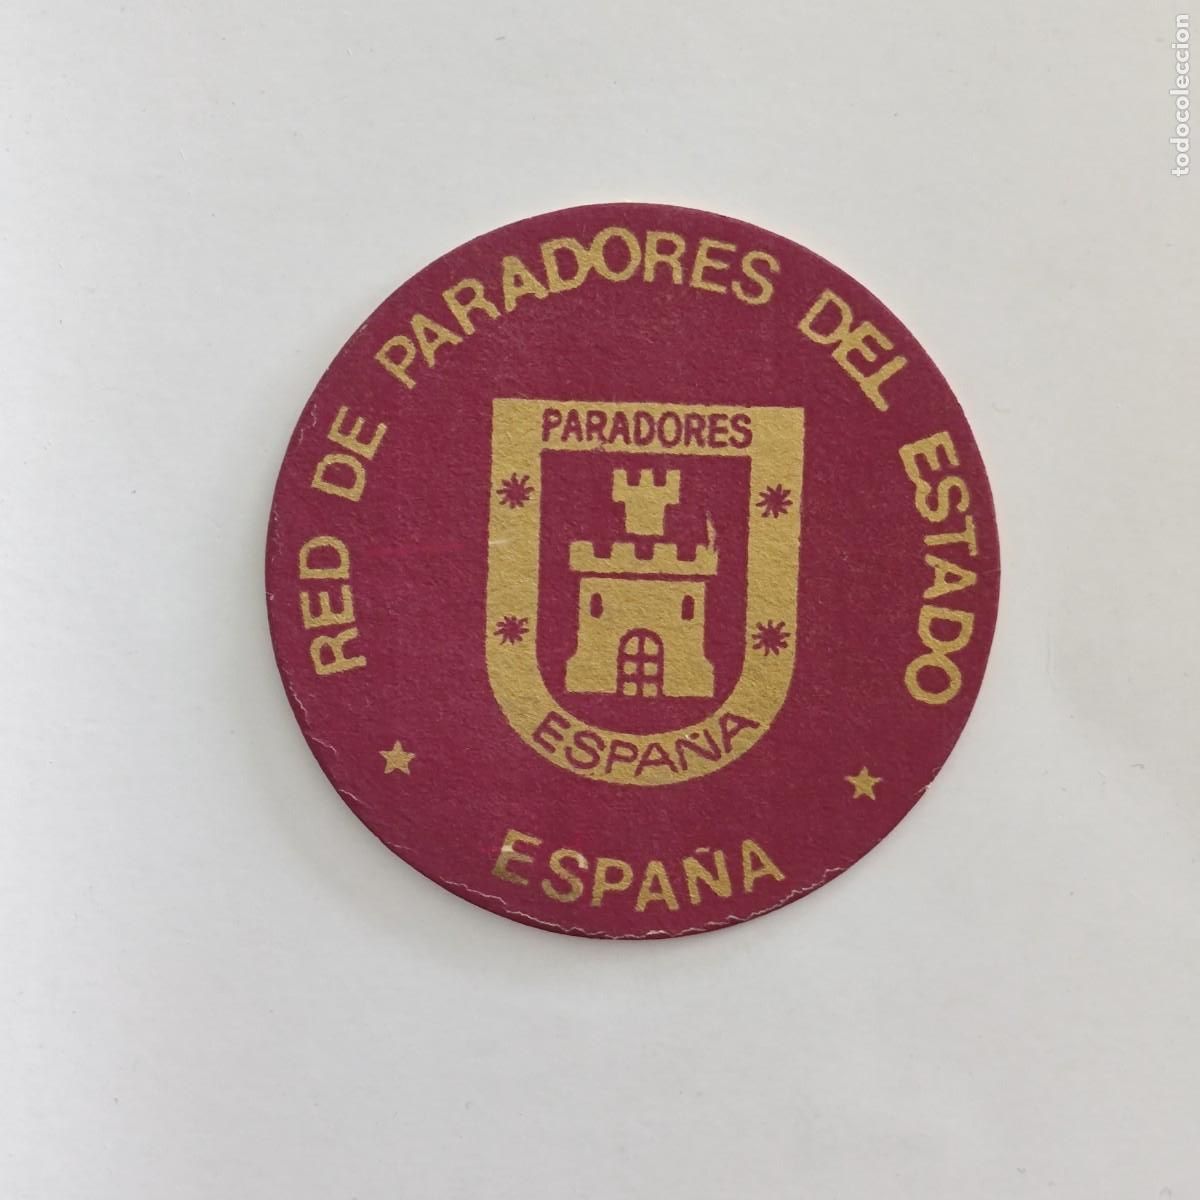 RED DE PARADORES DEL ESTADO
PARADORES
ESPAÑA
ESPAÑA
todocoleccion